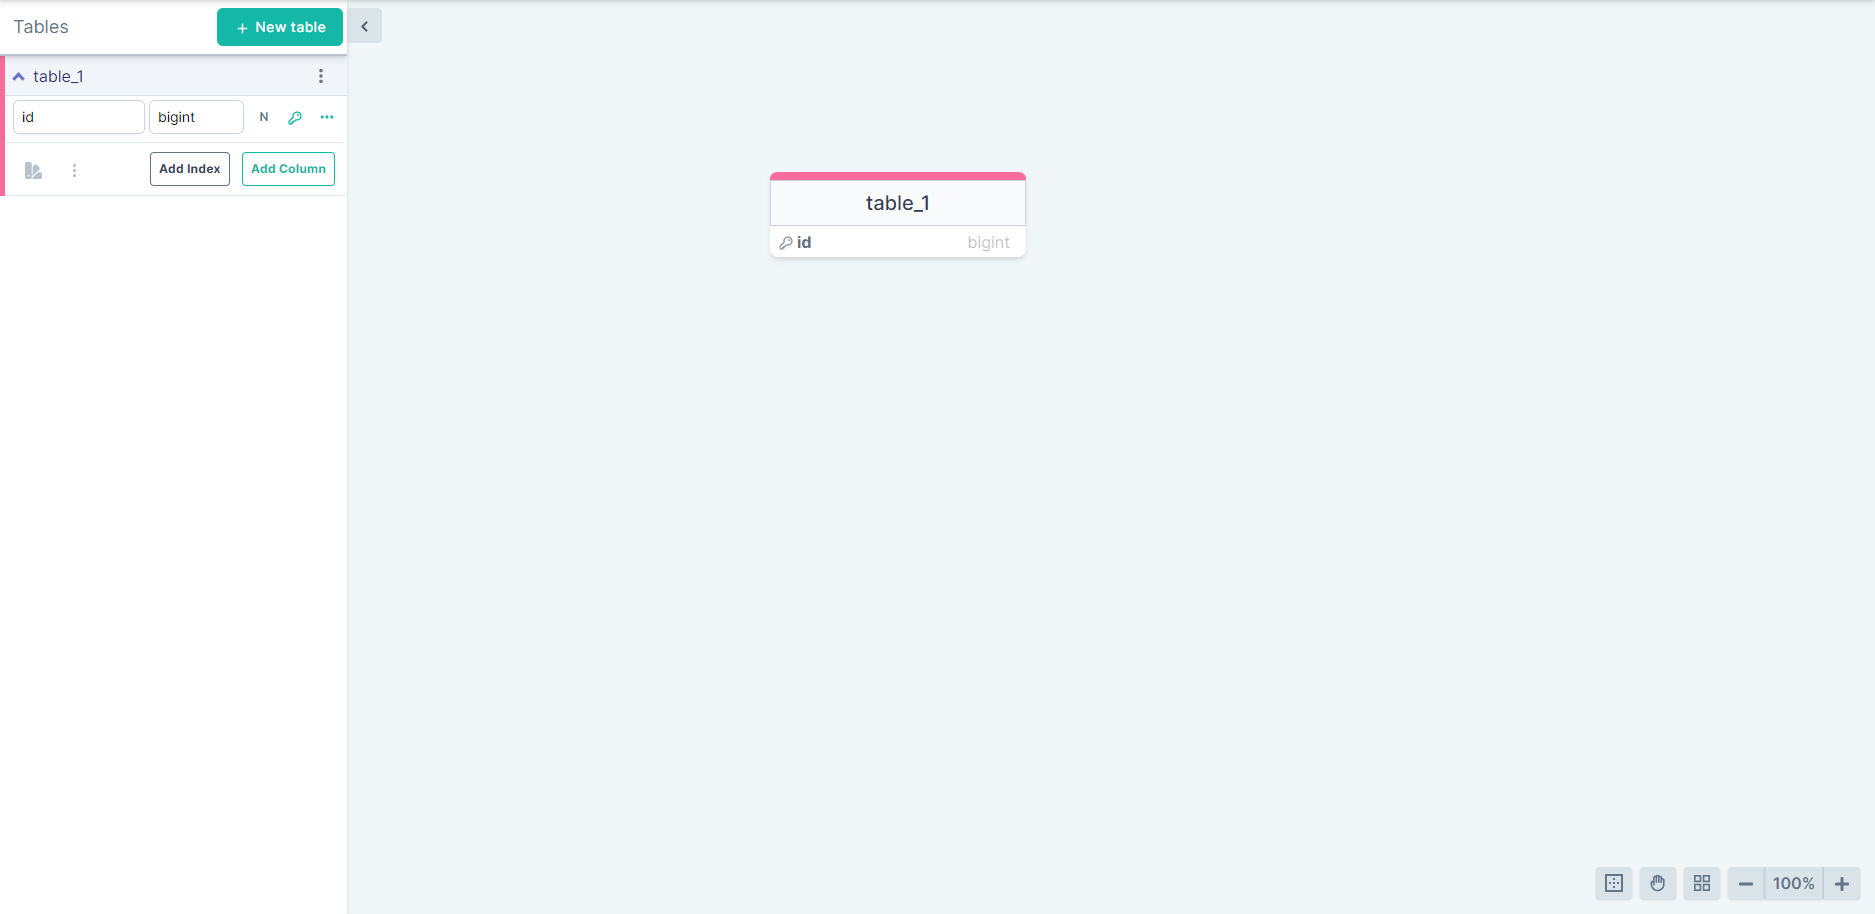 Tables
+ New table
table_1
id
bigint
N
Add Index
Add Column
table_1
id
bigint
100%